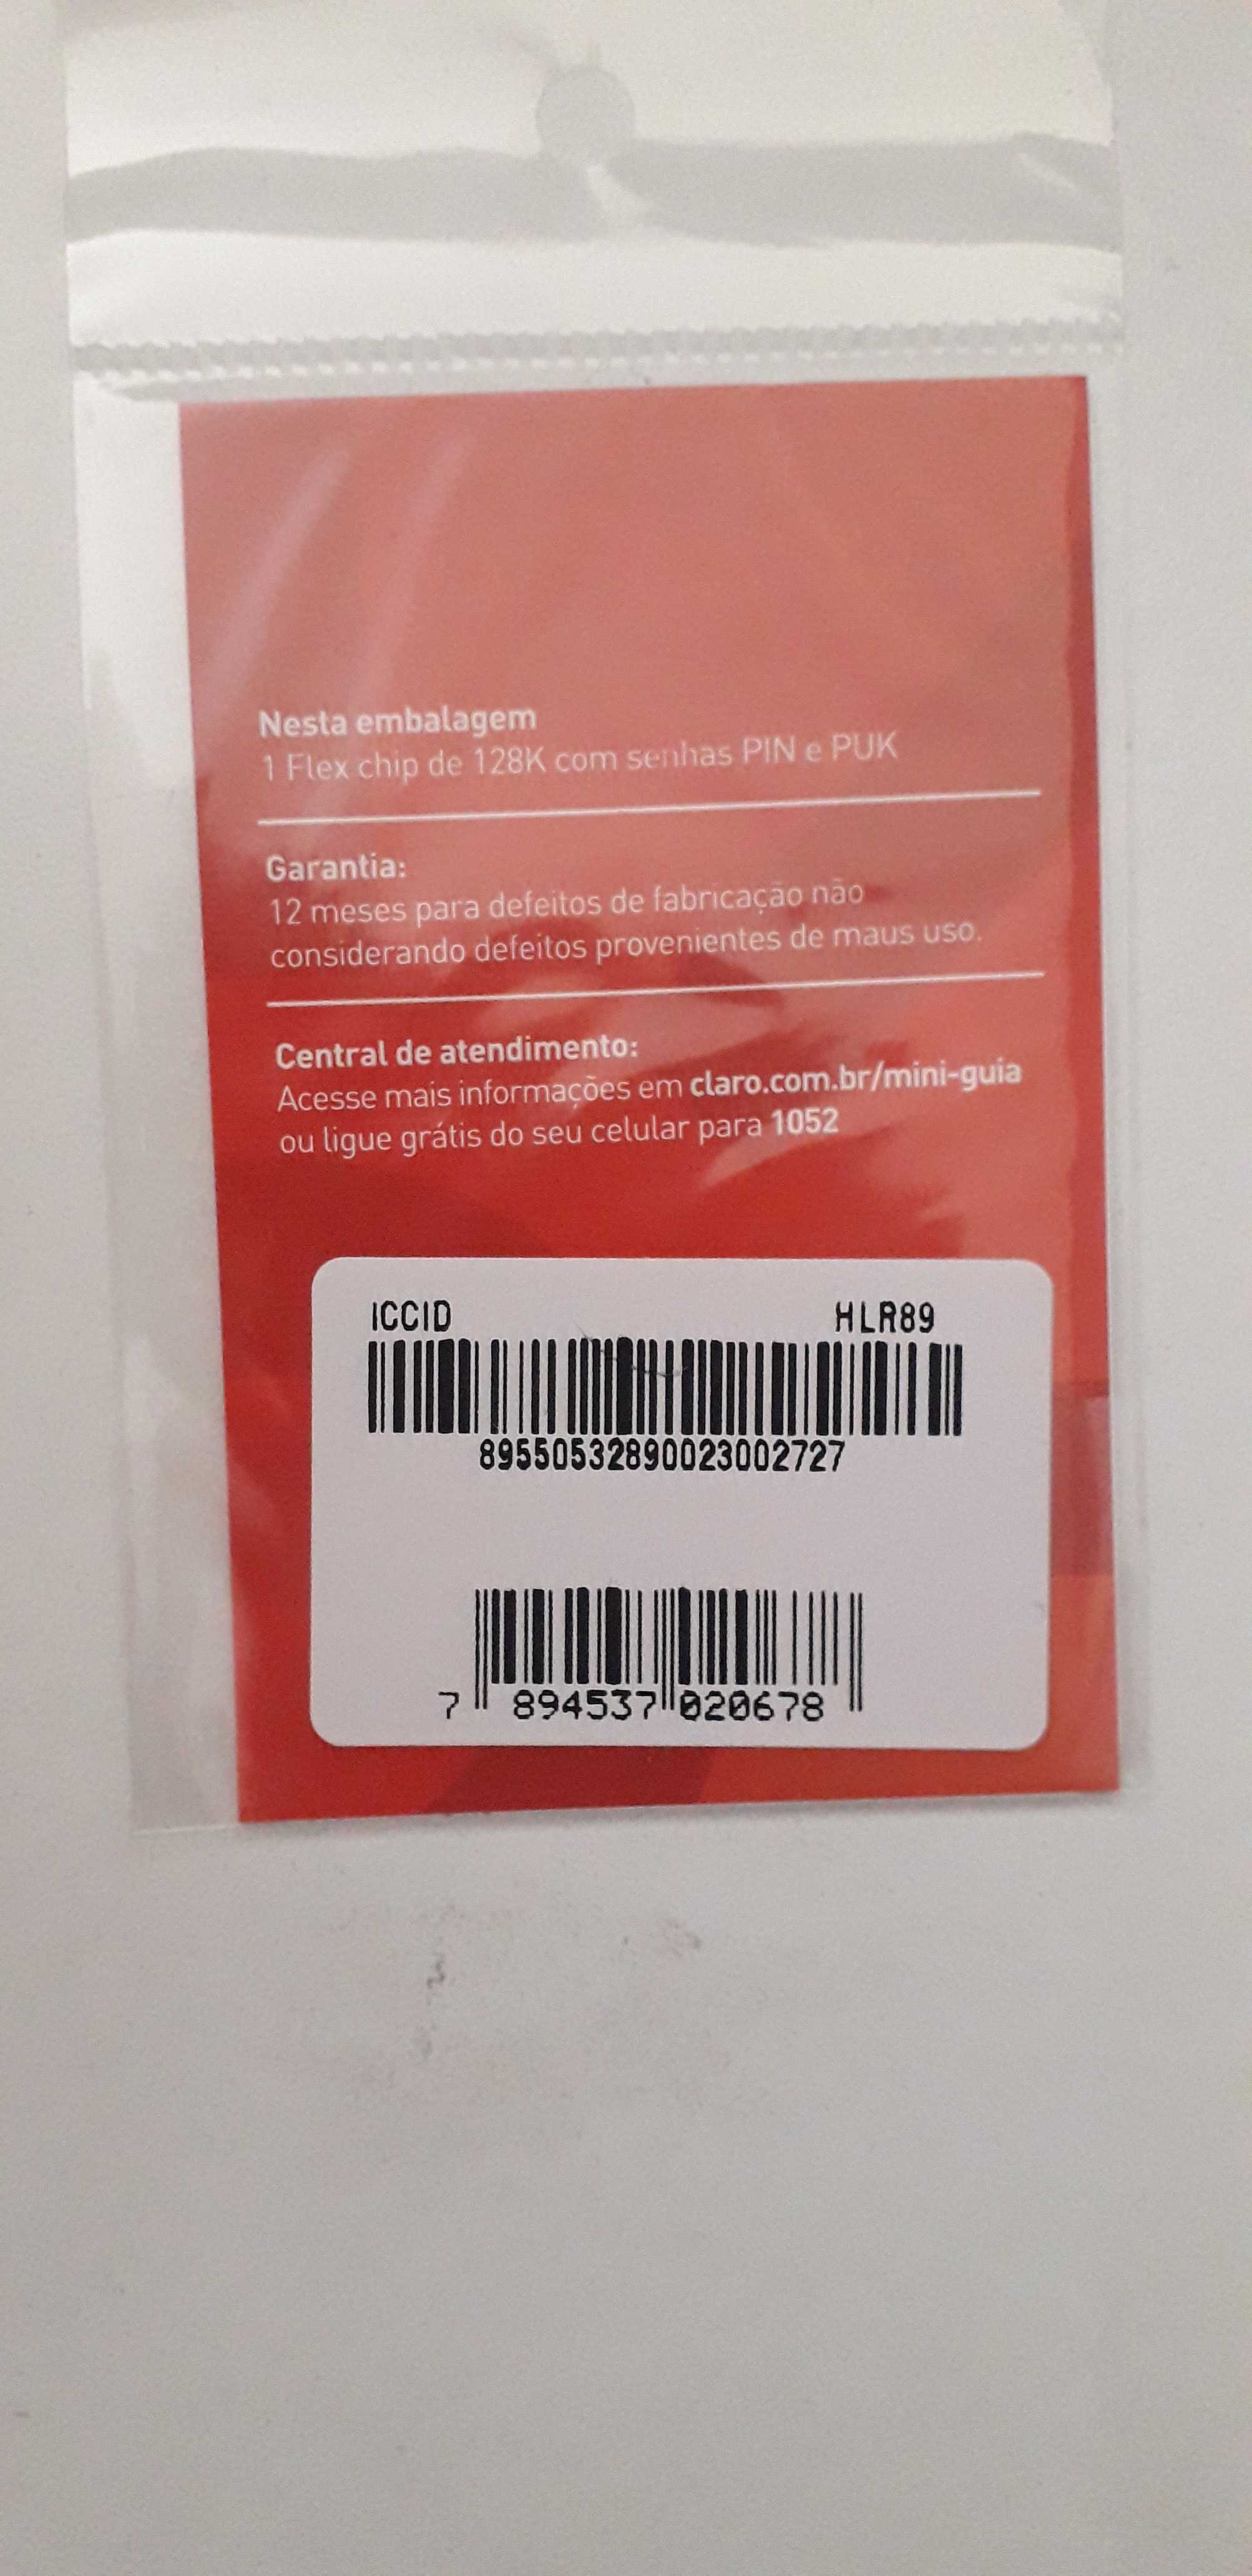 Nesta embalagem
1 Flex chip de 128K com senhas PIN e PUK
Garantia:
12 meses para defeitos de fabricação não
considerando defeitos provenientes de maus uso.
Central de atendimento:
Acesse mais informações em claro.com.br/mini-guia
ou ligue grátis do seu celular para 1052
ICCID HLR89
89550532890023002727
7 894537 020678